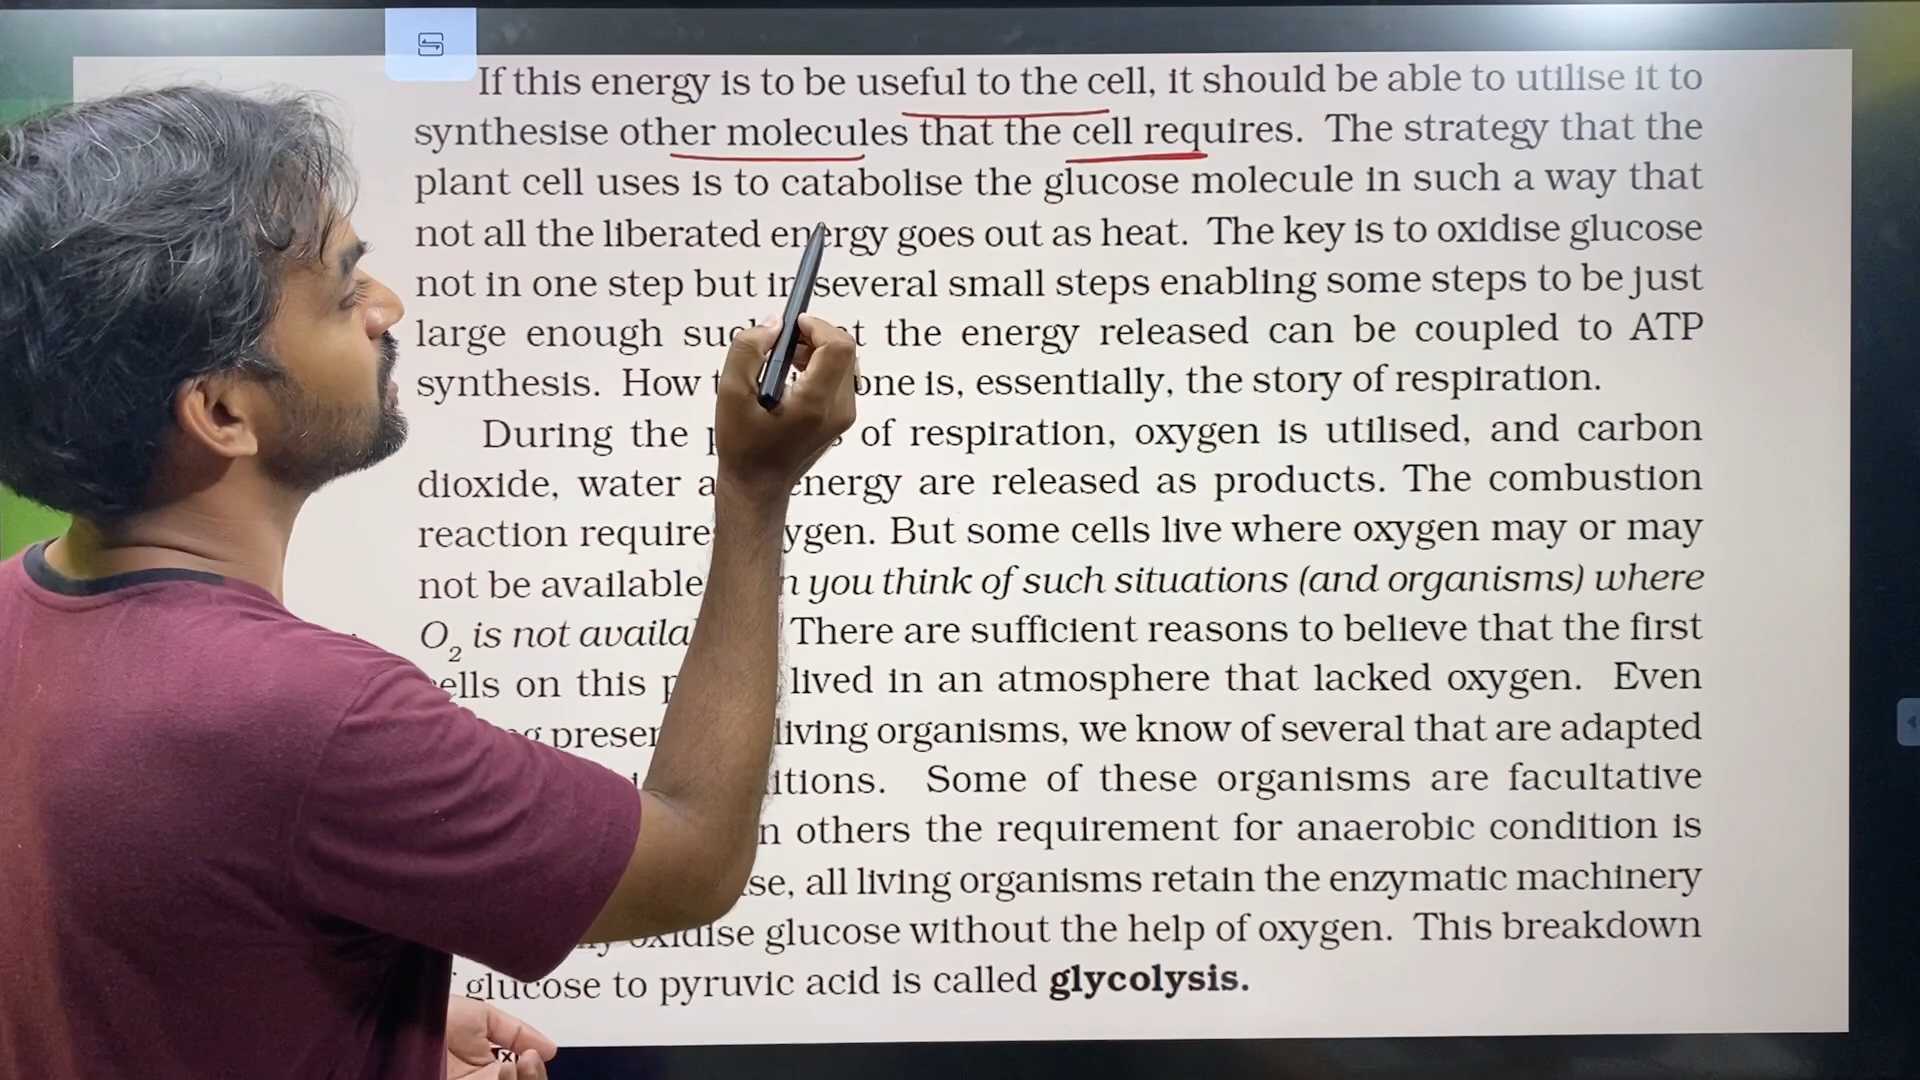 If this energy is to be useful to the cell, it should be able to utilise it to
synthesise other molecules that the cell requires. The strategy that the
plant cell uses is to catabolise the glucose molecule in such a way that
not all the liberated energy goes out as heat. The key is to oxidise glucose
not in one step but in several small steps enabling some steps to be just
large enough the energy released can be coupled to ATP
synthesis. How is, essentially, the story of respiration.
During the of respiration, oxygen is utilised, and carbon
dioxide, water energy are released as products. The combustion
reaction requires oxygen. But some cells live where oxygen may or may
not be available. you think of such situations (and organisms) where
O₂ is not There are sufficient reasons to believe that the first
cells on this lived in an atmosphere that lacked oxygen. Even
living organisms, we know of several that are adapted
Some of these organisms are facultative
others the requirement for anaerobic condition is
all living organisms retain the enzymatic machinery
oxidise glucose without the help of oxygen. This breakdown
glucose to pyruvic acid is called glycolysis.